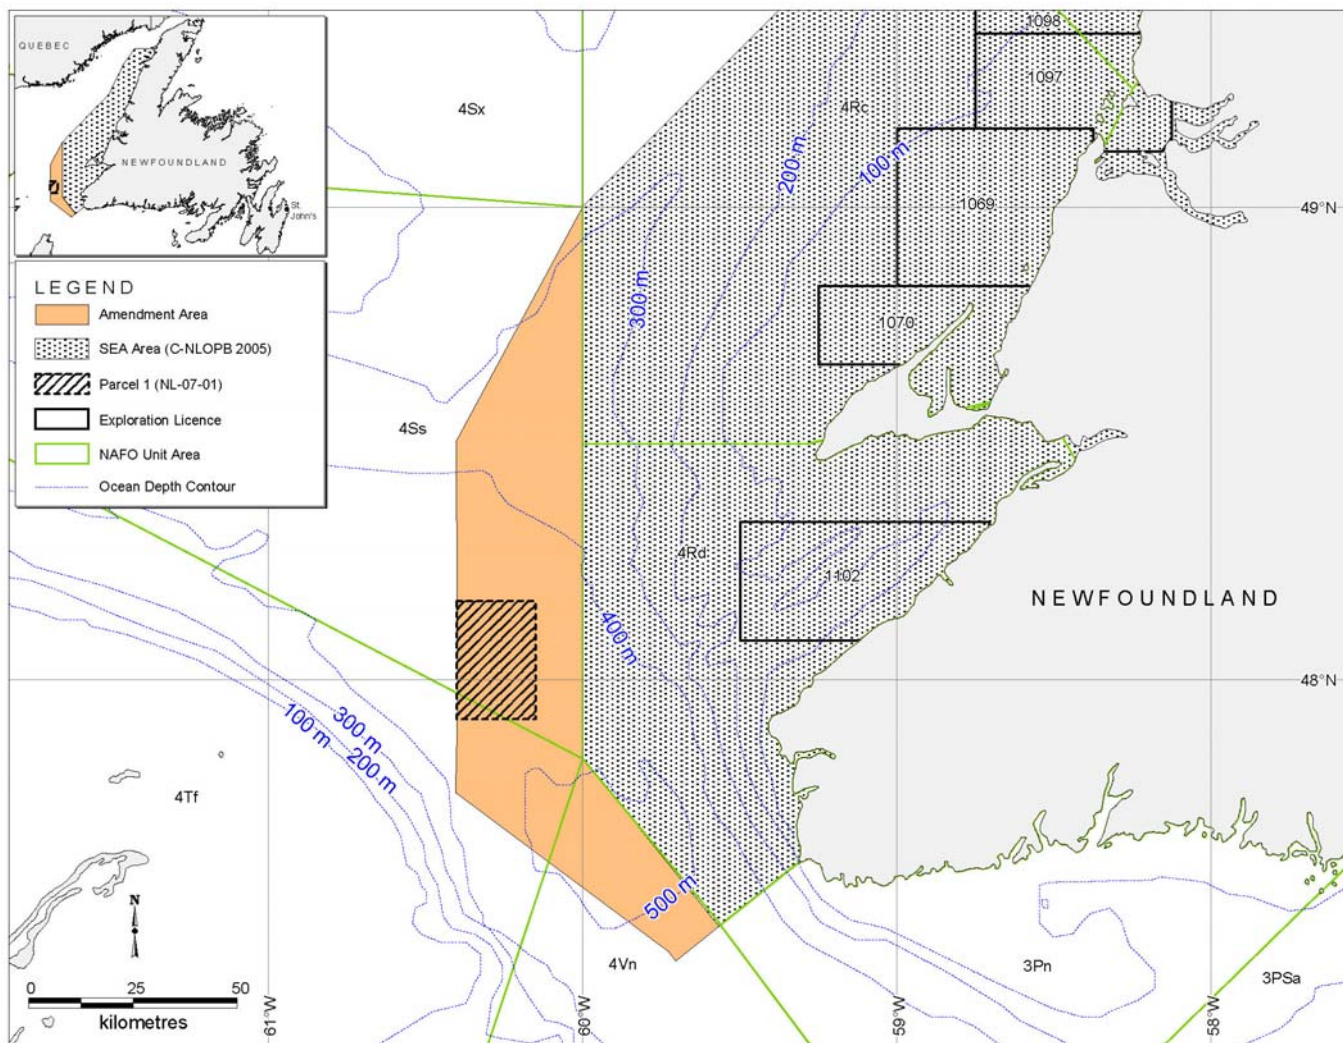 QUEBEC
NEWFOUNDLAND
St.
John's
LEGEND
Amendment Area
SEA Area (C-NLOPB 2005)
Parcel 1 (NL-07-01)
Exploration Licence
NAFO Unit Area
Ocean Depth Contour
4Sx
4Rc
1098
1097
200 m
100 m
1069
49°N
300 m
1070
4Ss
4Rd
1102
NEWFOUNDLAND
400 m
48°N
100 m
200 m
300 m
4Tf
500 m
N
4Vn
3Pn
3PSa
0 25 50
kilometres
61°W
60°W
59°W
58°W